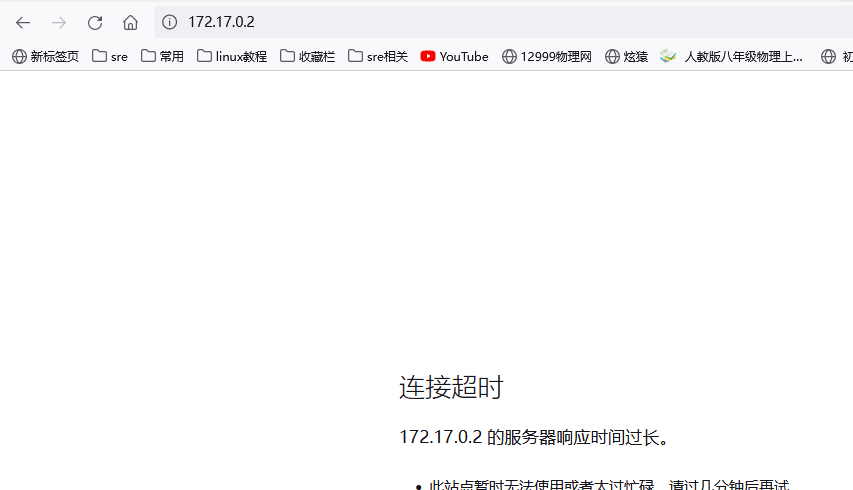 172.17.0.2
新标签页 sre 常用 linux教程 收藏栏 sre相关 YouTube 12999物理网 炫猿 人教版八年级物理上... 初
连接超时
172.17.0.2 的服务器响应时间过长。
此站点暂时无法使用或者太过忙碌。请过几分钟后再试